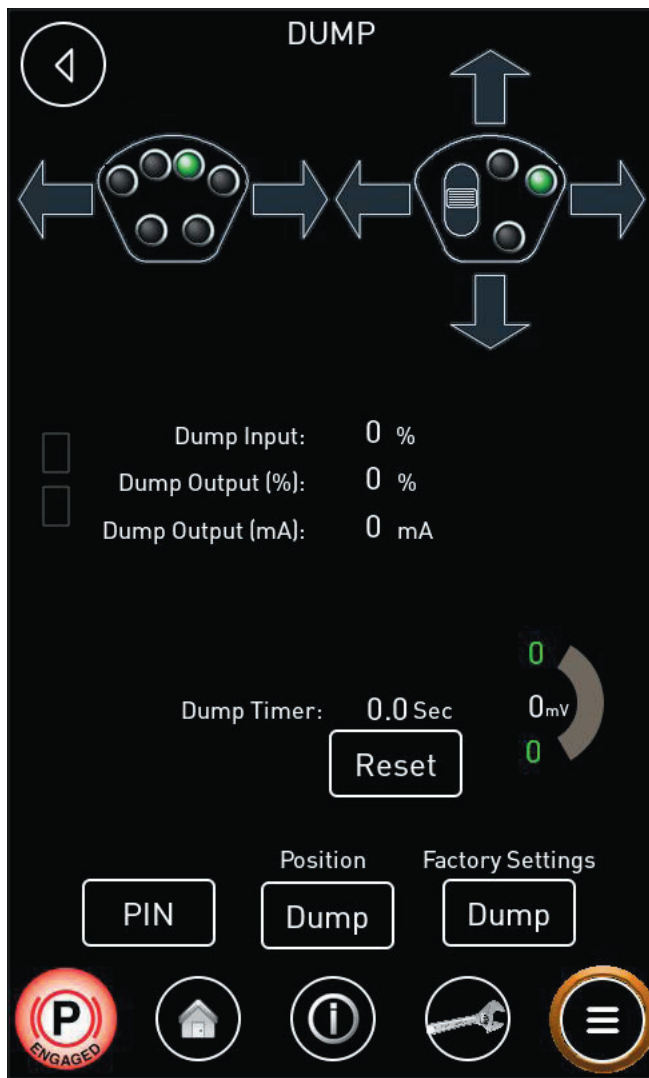 DUMP
Dump Input: 0 %
Dump Output (%): 0 %
Dump Output (mA): 0 mA
0
Dump Timer: 0.0 Sec 0mV
0
Reset
Position Factory Settings
PIN Dump Dump
(P)
ENGAGED